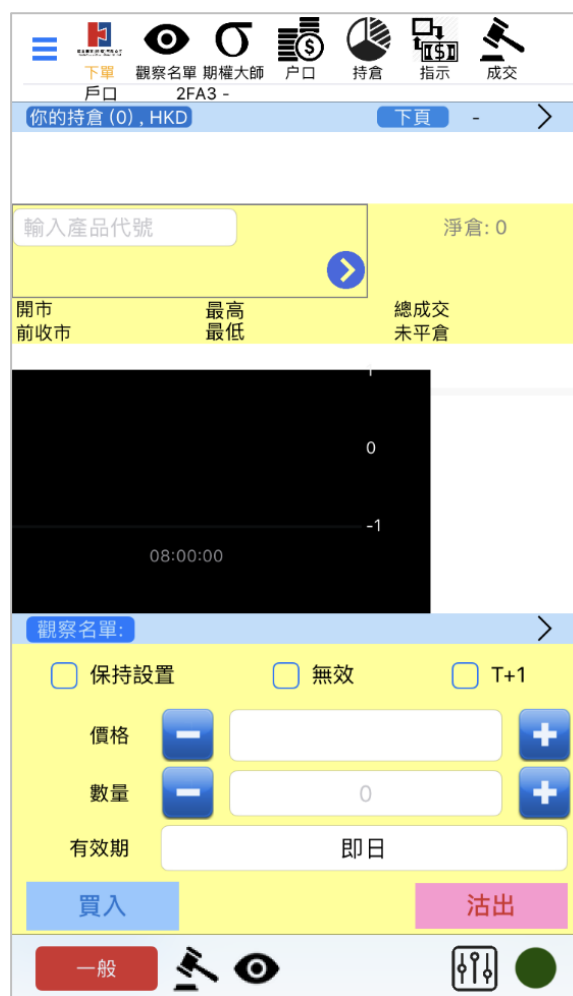 下單 觀察名單 期權大師 户口 持倉 指示 成交
戶口 2FA3 -
你的持倉 (0) , HKD 下頁 -
輸入產品代號 淨倉: 0
開市 最高 總成交
前收市 最低 未平倉
0
-1
08:00:00
觀察名單:
保持設置 無效 T+1
價格
數量 0
有效期 即日
買入 沽出
一般